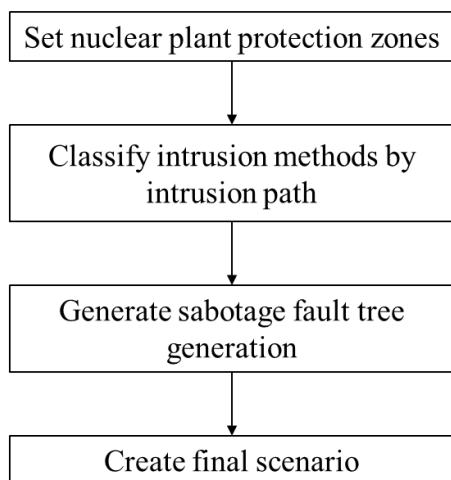 Set nuclear plant protection zones
Classify intrusion methods by
intrusion path
Generate sabotage fault tree
generation
Create final scenario